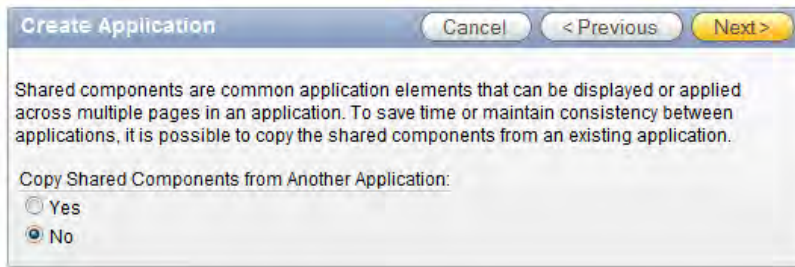 Create Application
Cancel
< Previous
Next >
Shared components are common application elements that can be displayed or applied
across multiple pages in an application. To save time or maintain consistency between
applications, it is possible to copy the shared components from an existing application.
Copy Shared Components from Another Application:
Yes
No